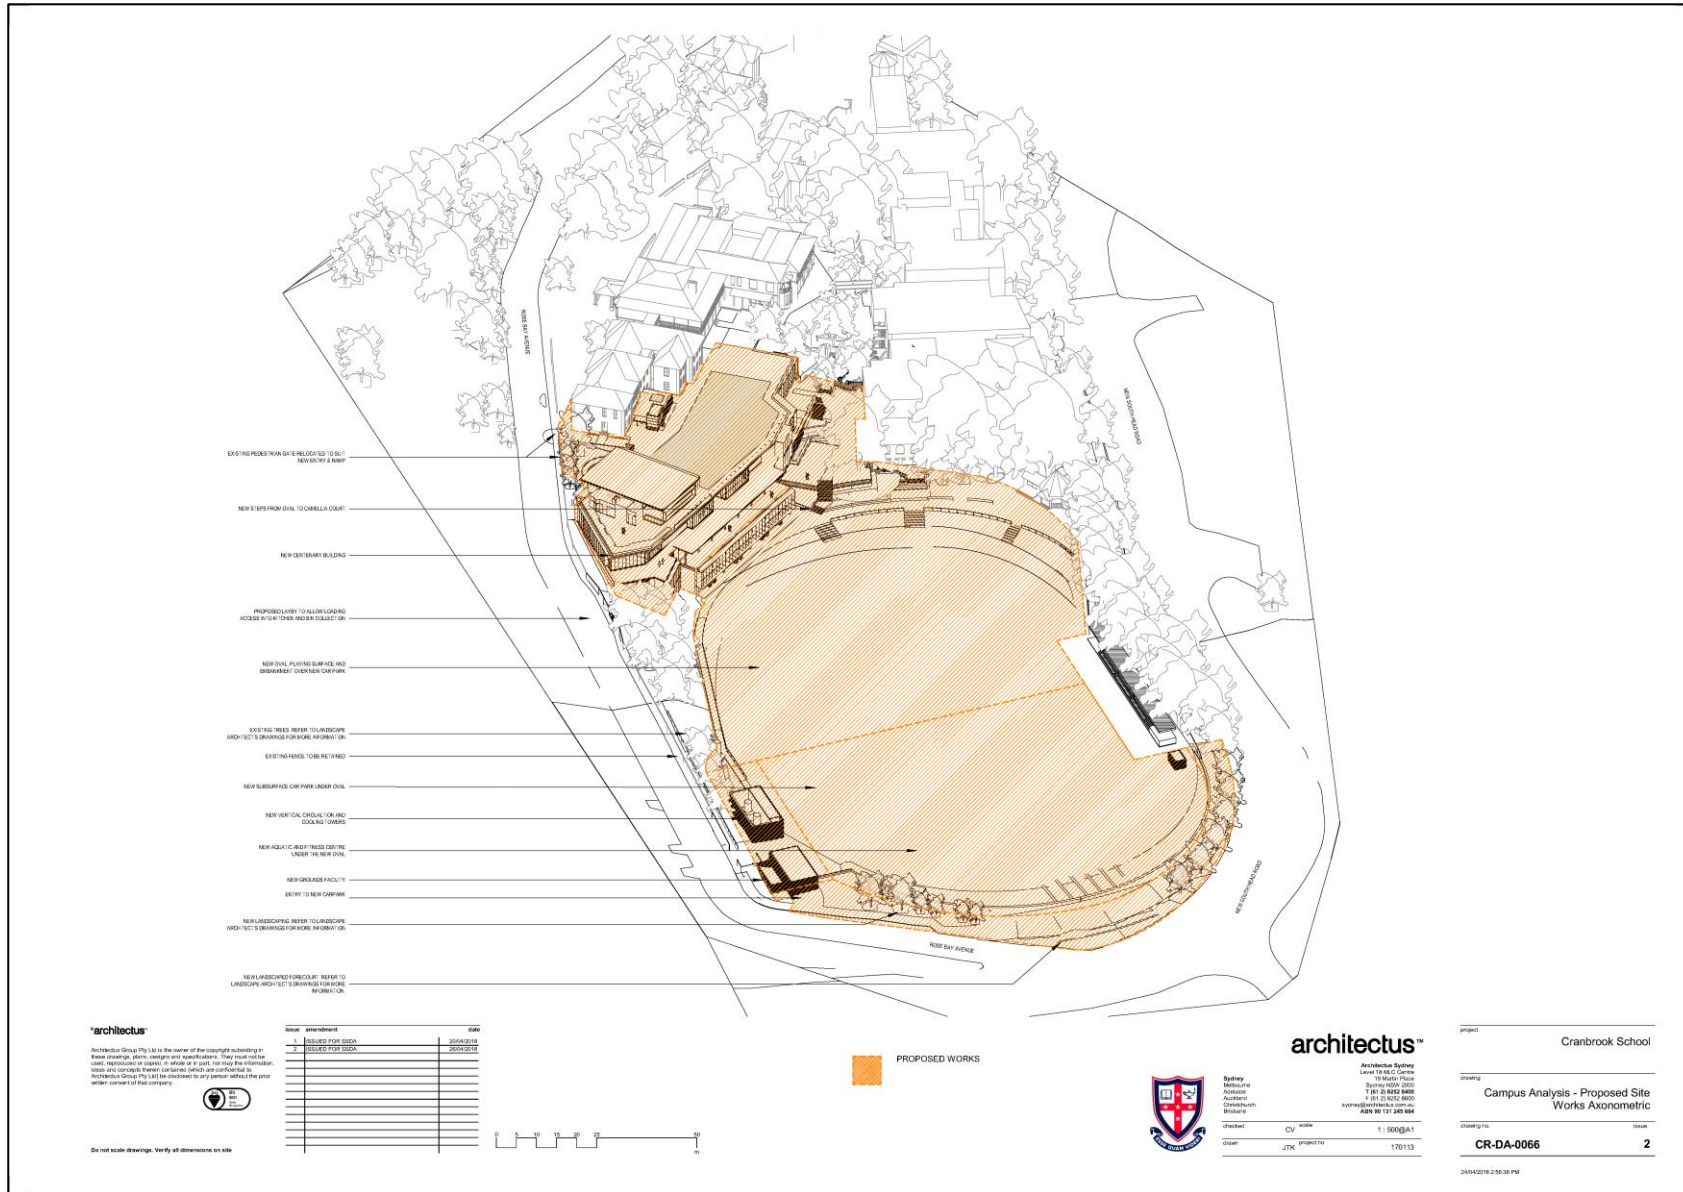 ROSE BAY AVENUE
NEW SOUTH HEAD ROAD
EXISTING PEDESTRIAN GATE RELOCATED TO SUIT
NEW ENTRY & RAMP
NEW STEPS FROM OVAL TO CAMELLIA COURT
NEW CENTENARY BUILDING
PROPOSED LAYBY TO ALLOW LOADING
ACCESS INTO KITCHEN AND BIN COLLECTION
NEW OVAL, PLAYING SURFACE AND
EMBANKMENT OVER NEW CAR PARK
EXISTING TREES. REFER TO LANDSCAPE
ARCHITECT'S DRAWINGS FOR MORE INFORMATION
EXISTING FENCE TO BE RETAINED
NEW SUBSURFACE CAR PARK UNDER OVAL
NEW VERTICAL CIRCULATION AND
COOLING TOWERS
NEW AQUATIC AND FITNESS CENTRE
UNDER THE NEW OVAL
NEW GROUNDS FACILITY
ENTRY TO NEW CARPARK
NEW LANDSCAPING. REFER TO LANDSCAPE
ARCHITECT'S DRAWINGS FOR MORE INFORMATION
NEW LANDSCAPED FORECOURT. REFER TO
LANDSCAPE ARCHITECT'S DRAWINGS FOR MORE
INFORMATION.
NEW SOUTH HEAD ROAD
ROSE BAY AVENUE
architectus
Architectus Group Pty Ltd is the owner of the copyright subsisting in
these drawings, plans, designs and specifications. They must not be
used, reproduced or copied, in whole or in part, nor may the information,
ideas and concepts therein contained (which are confidential to
Architectus Group Pty Ltd) be disclosed to any person without the prior
written consent of that company.
Do not scale drawings. Verify all dimensions on site
issue amendment date
1 ISSUED FOR SSDA 20/04/2018
2 ISSUED FOR SSDA 26/04/2018
0 5 10 15 20 25 50
m
PROPOSED WORKS
ESSE QUAM VIDERI
architectus™
Architectus Sydney
Level 18 MLC Centre
19 Martin Place
Sydney NSW 2000
T (61 2) 8252 8400
F (61 2) 8252 8600
sydney@architectus.com.au
ABN 90 131 245 684
Sydney
Melbourne
Adelaide
Auckland
Christchurch
Brisbane
checked CV scale 1 : 500@A1
drawn JTK project no 170113
project
Cranbrook School
drawing
Campus Analysis - Proposed Site
Works Axonometric
drawing no. issue
CR-DA-0066 2
24/04/2018 2:56:36 PM